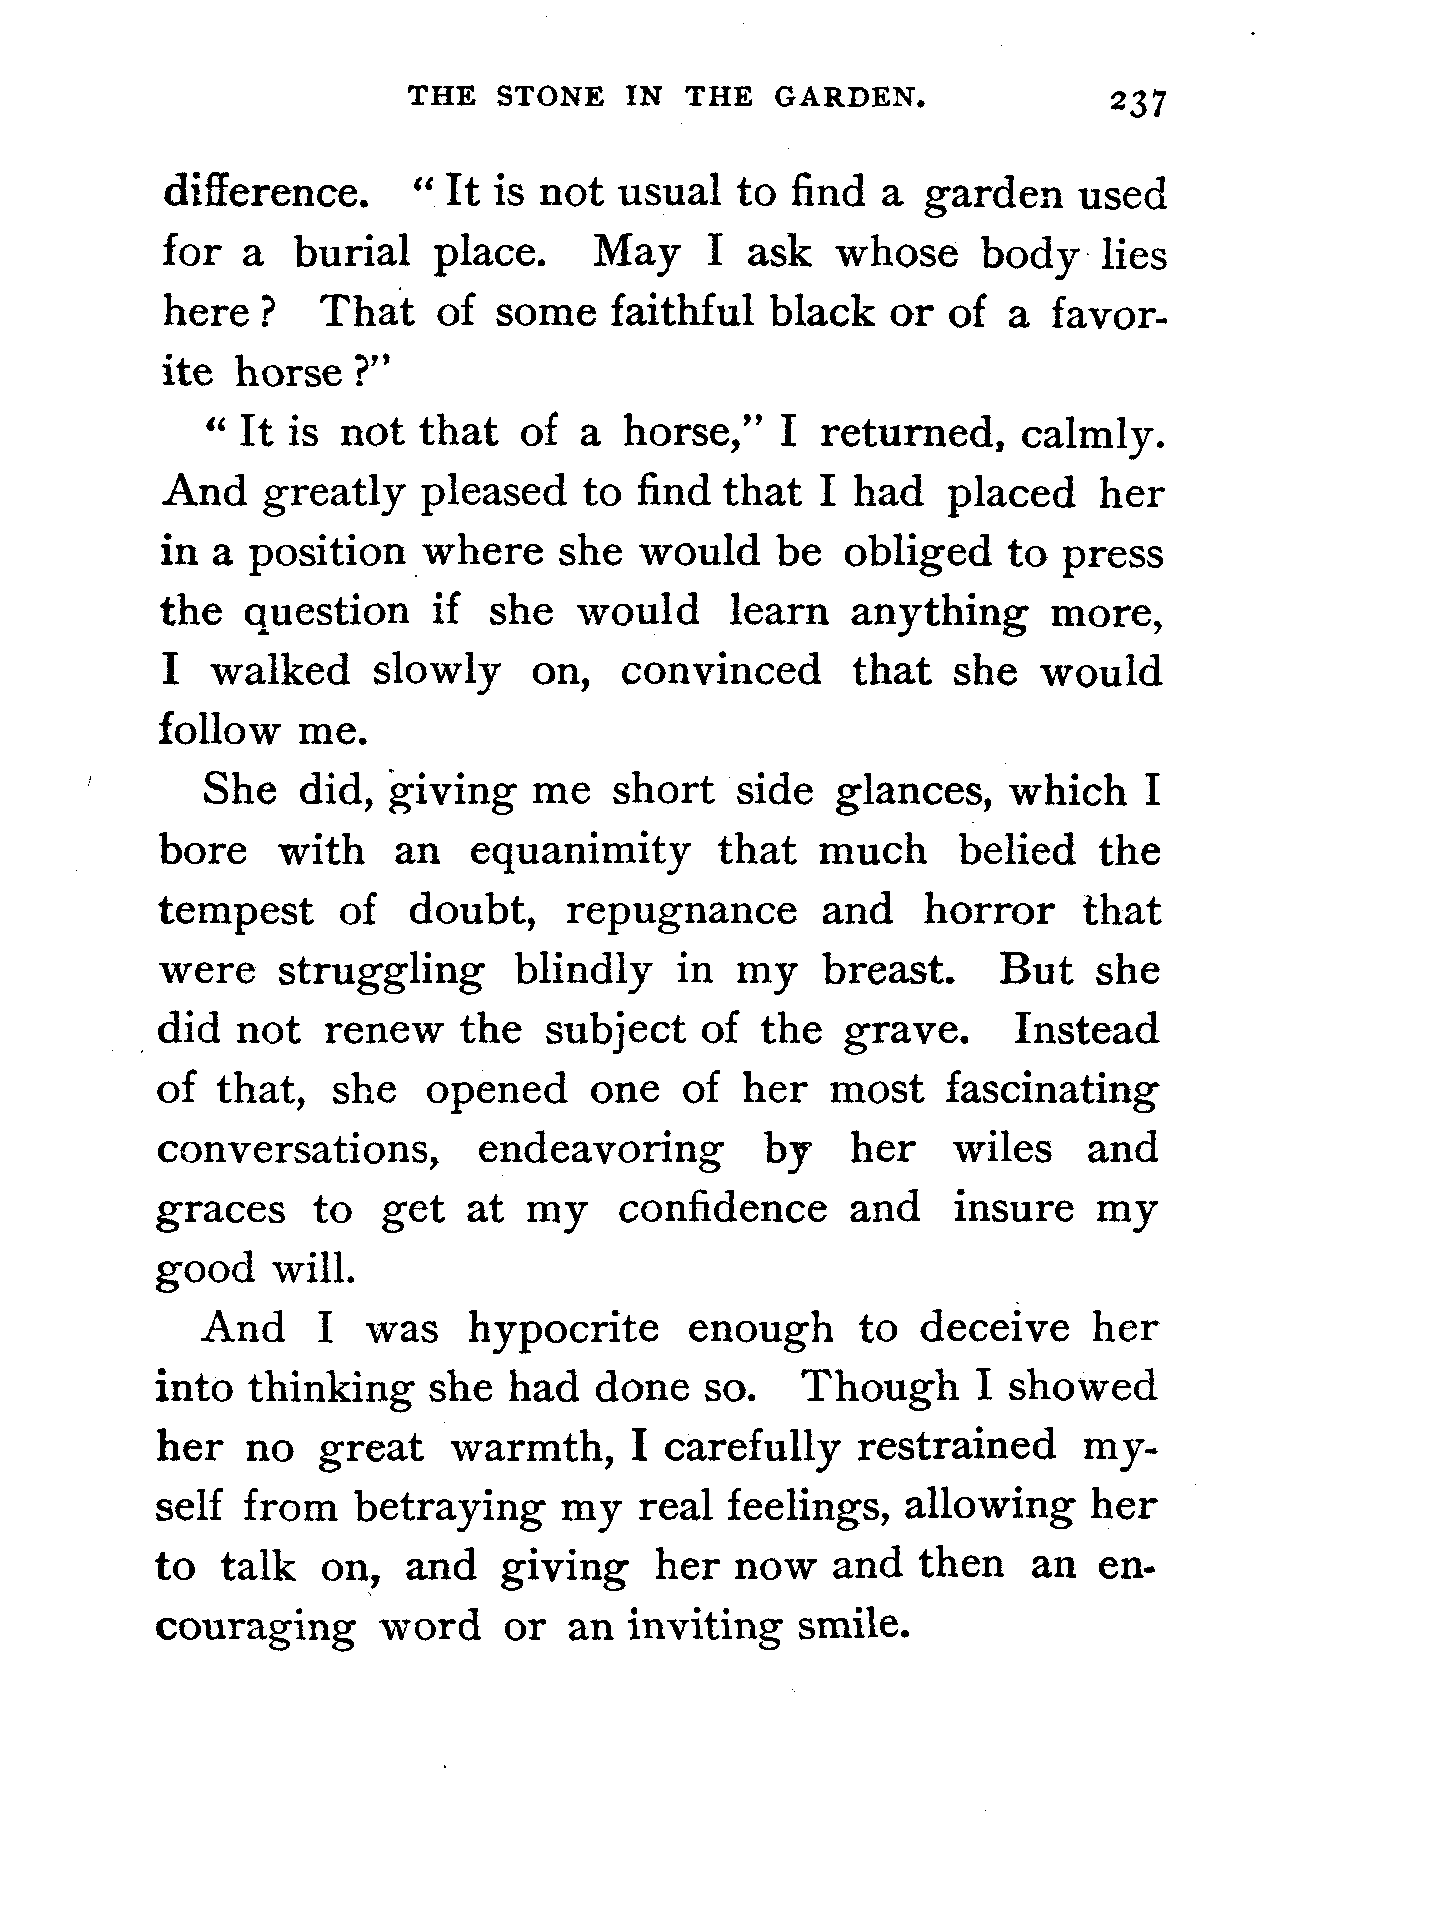 THE STONE IN THE GARDEN. 237
difference. “ It is not usual to find a garden used
for a burial place. May I ask whose body lies
here ? That of some faithful black or of a favor-
ite horse ?”
“ It is not that of a horse,” I returned, calmly.
And greatly pleased to find that I had placed her
in a position where she would be obliged to press
the question if she would learn anything more,
I walked slowly on, convinced that she would
follow me.
She did, giving me short side glances, which I
bore with an equanimity that much belied the
tempest of doubt, repugnance and horror that
were struggling blindly in my breast. But she
did not renew the subject of the grave. Instead
of that, she opened one of her most fascinating
conversations, endeavoring by her wiles and
graces to get at my confidence and insure my
good will.
And I was hypocrite enough to deceive her
into thinking she had done so. Though I showed
her no great warmth, I carefully restrained my-
self from betraying my real feelings, allowing her
to talk on, and giving her now and then an en-
couraging word or an inviting smile.